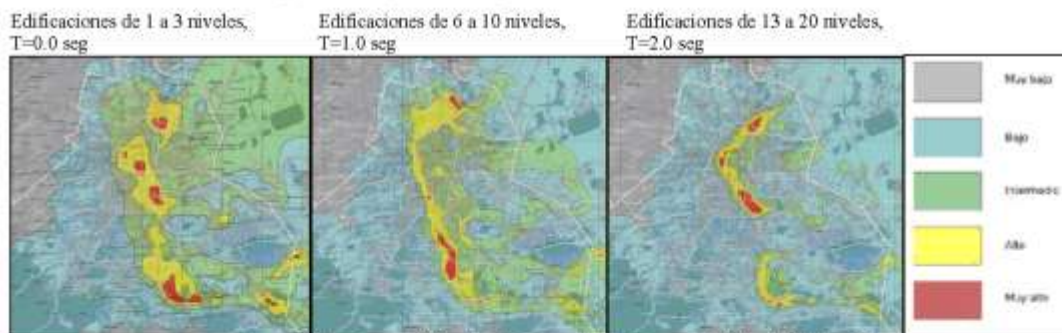 Edificaciones de 1 a 3 niveles,
T=0.0 seg
Edificaciones de 6 a 10 niveles,
T=1.0 seg
Edificaciones de 13 a 20 niveles,
T=2.0 seg
Muy bajo
Bajo
Intermedio
Alto
Muy alto